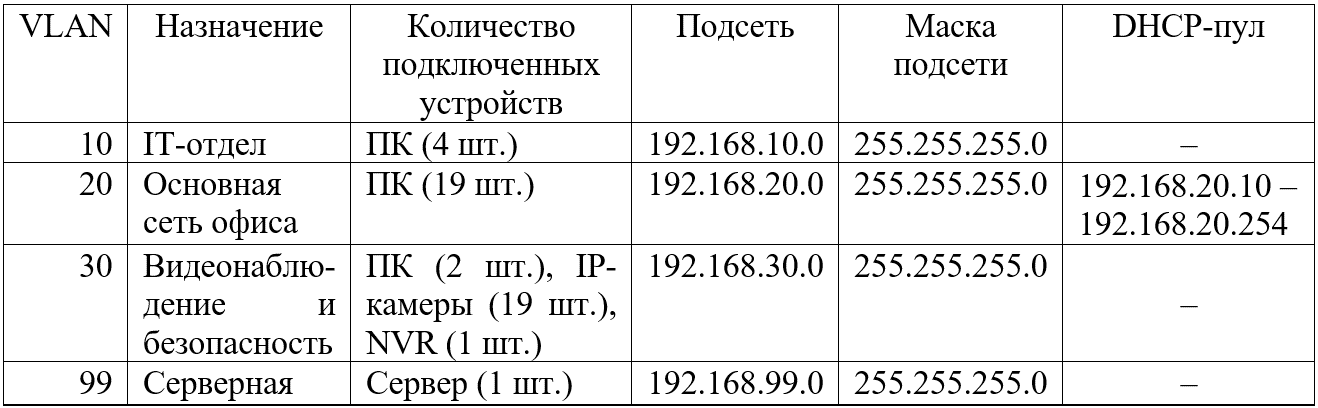 VLAN Назначение Количество подключенных устройств Подсеть Маска подсети DHCP-пул
10 IT-отдел ПК (4 шт.) 192.168.10.0 255.255.255.0 –
20 Основная сеть офиса ПК (19 шт.) 192.168.20.0 255.255.255.0 192.168.20.10 – 192.168.20.254
30 Видеонаблю-дение и безопасность ПК (2 шт.), IP-камеры (19 шт.), NVR (1 шт.) 192.168.30.0 255.255.255.0 –
99 Серверная Сервер (1 шт.) 192.168.99.0 255.255.255.0 –